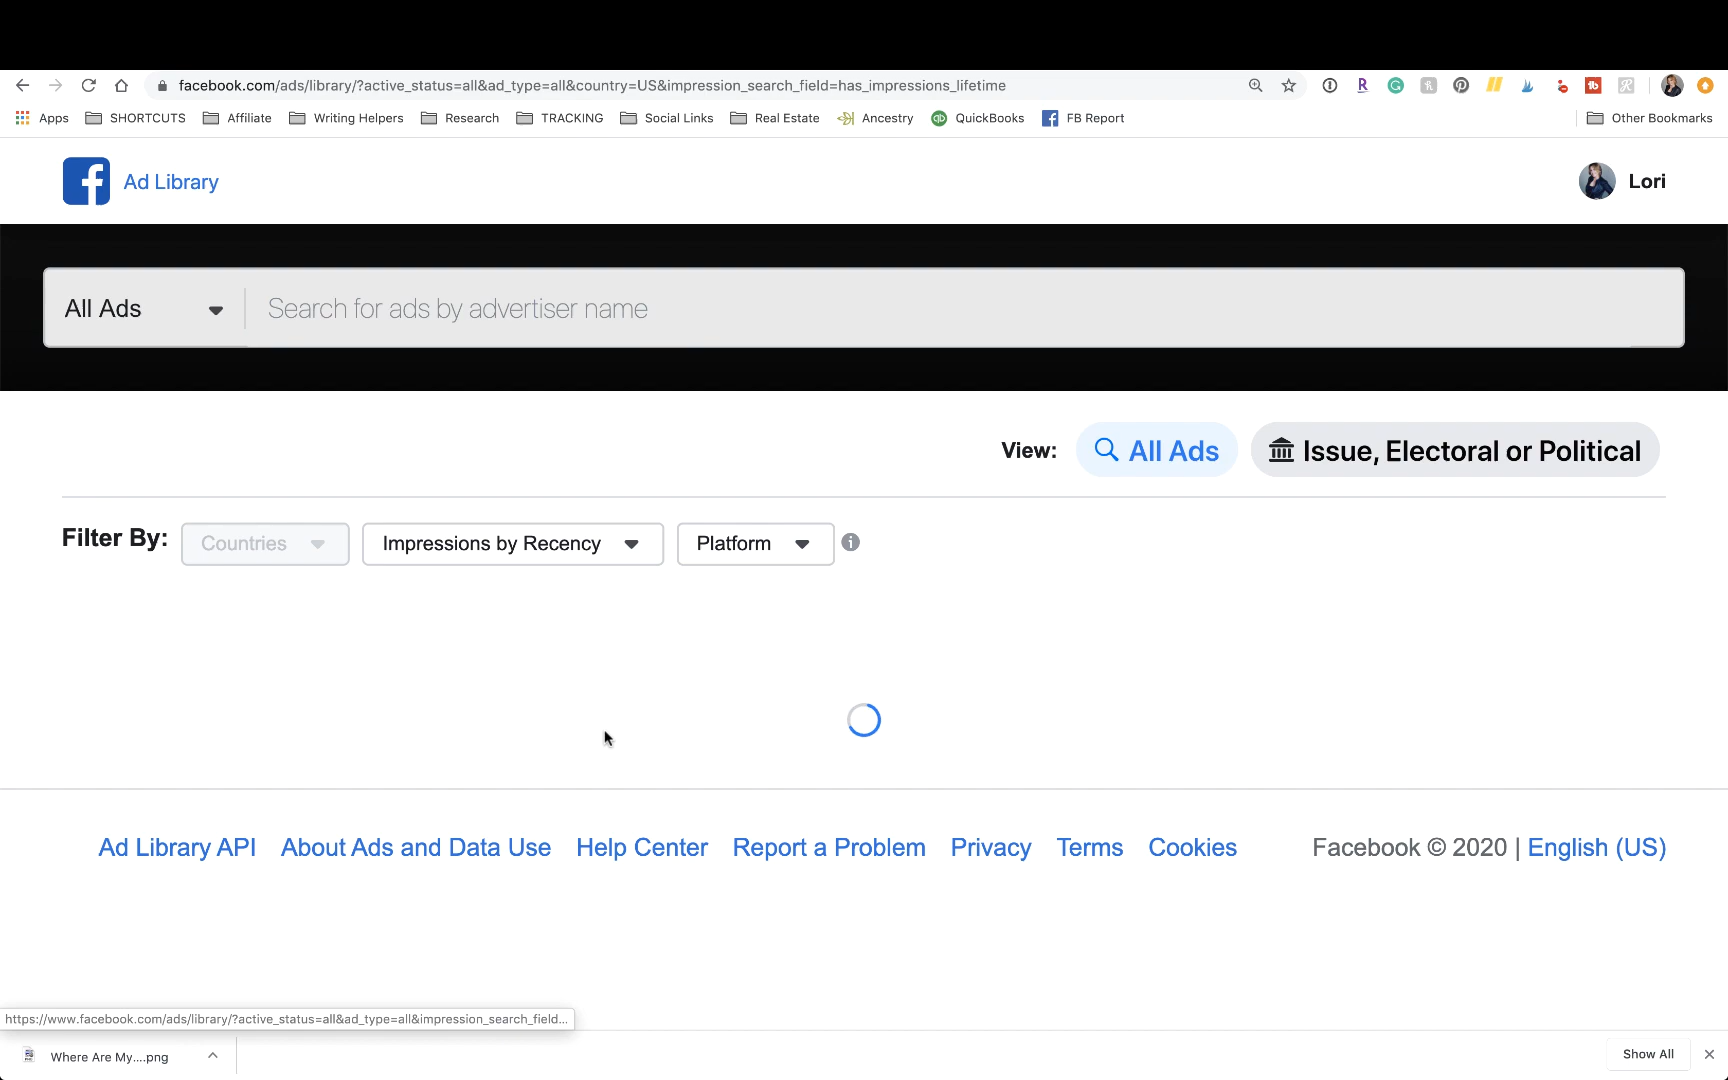 facebook.com/ads/library/?active_status=all&ad_type=all&country=US&impression_search_field=has_impressions_lifetime
Apps SHORTCUTS Affiliate Writing Helpers Research TRACKING Social Links Real Estate Ancestry QuickBooks FB Report Other Bookmarks
Ad Library Lori
All Ads Search for ads by advertiser name
View: All Ads Issue, Electoral or Political
Filter By: Countries Impressions by Recency Platform
Ad Library API About Ads and Data Use Help Center Report a Problem Privacy Terms Cookies Facebook © 2020 | English (US)
https://www.facebook.com/ads/library/?active_status=all&ad_type=all&impression_search_field...
Where Are My....png Show All